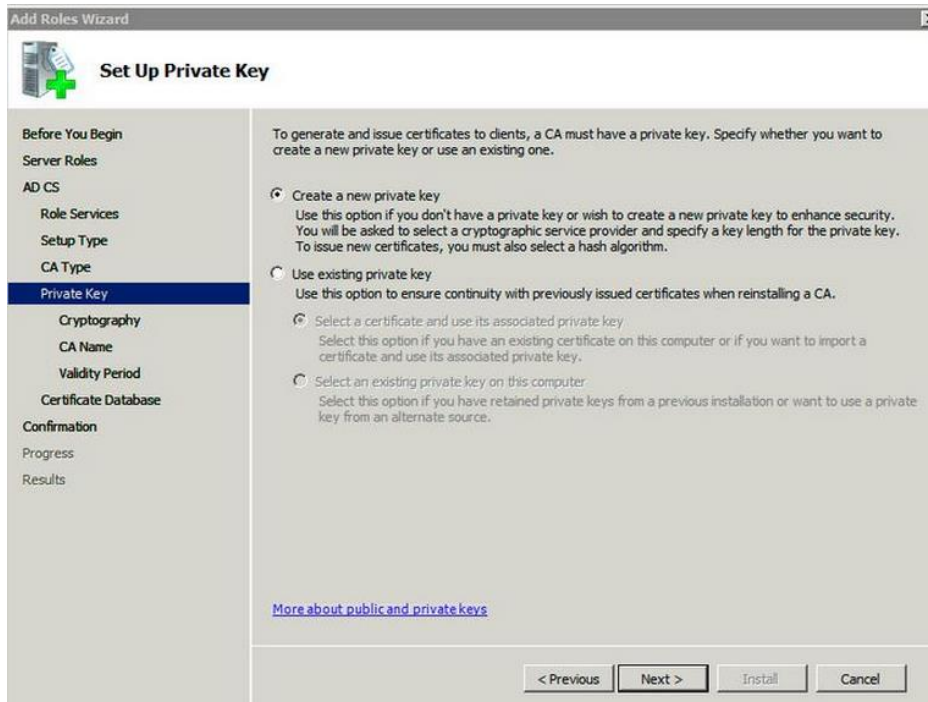 Add Roles Wizard
Set Up Private Key
Before You Begin
Server Roles
AD CS
Role Services
Setup Type
CA Type
Private Key
Cryptography
CA Name
Validity Period
Certificate Database
Confirmation
Progress
Results
To generate and issue certificates to clients, a CA must have a private key. Specify whether you want to
create a new private key or use an existing one.
Create a new private key
Use this option if you don't have a private key or wish to create a new private key to enhance security.
You will be asked to select a cryptographic service provider and specify a key length for the private key.
To issue new certificates, you must also select a hash algorithm.
Use existing private key
Use this option to ensure continuity with previously issued certificates when reinstalling a CA.
Select a certificate and use its associated private key
Select this option if you have an existing certificate on this computer or if you want to import a
certificate and use its associated private key.
Select an existing private key on this computer
Select this option if you have retained private keys from a previous installation or want to use a private
key from an alternate source.
More about public and private keys
< Previous
Next >
Install
Cancel